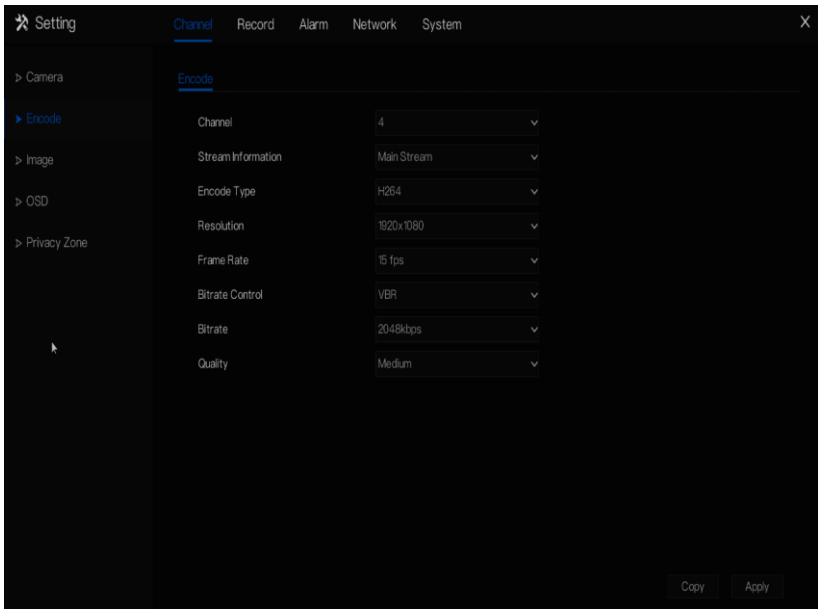 Setting
Channel Record Alarm Network System X
Camera
Encode
Image
OSD
Privacy Zone
Encode
Channel 4
Stream Information Main Stream
Encode Type H264
Resolution 1920x1080
Frame Rate 15 fps
Bitrate Control VBR
Bitrate 2048kbps
Quality Medium
Copy Apply